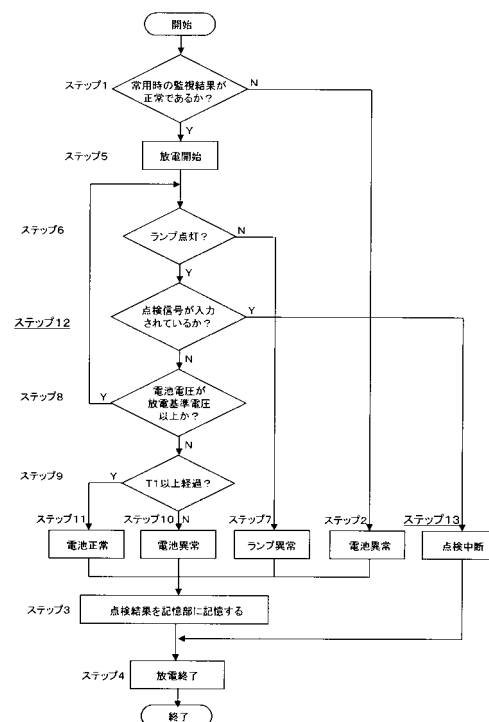 開始
ステップ1
常用時の監視結果が
正常であるか?
N
Y
ステップ5
放電開始
ステップ6
ランプ点灯?
N
Y
ステップ12
点検信号が入力
されているか?
Y
N
ステップ8
電池電圧が
放電基準電圧
以上か?
Y
N
ステップ9
T1以上経過?
Y
N
ステップ11
ステップ10
ステップ7
ステップ2
ステップ13
電池正常
電池異常
ランプ異常
電池異常
点検中断
ステップ3
点検結果を記憶部に記憶する
ステップ4
放電終了
終了